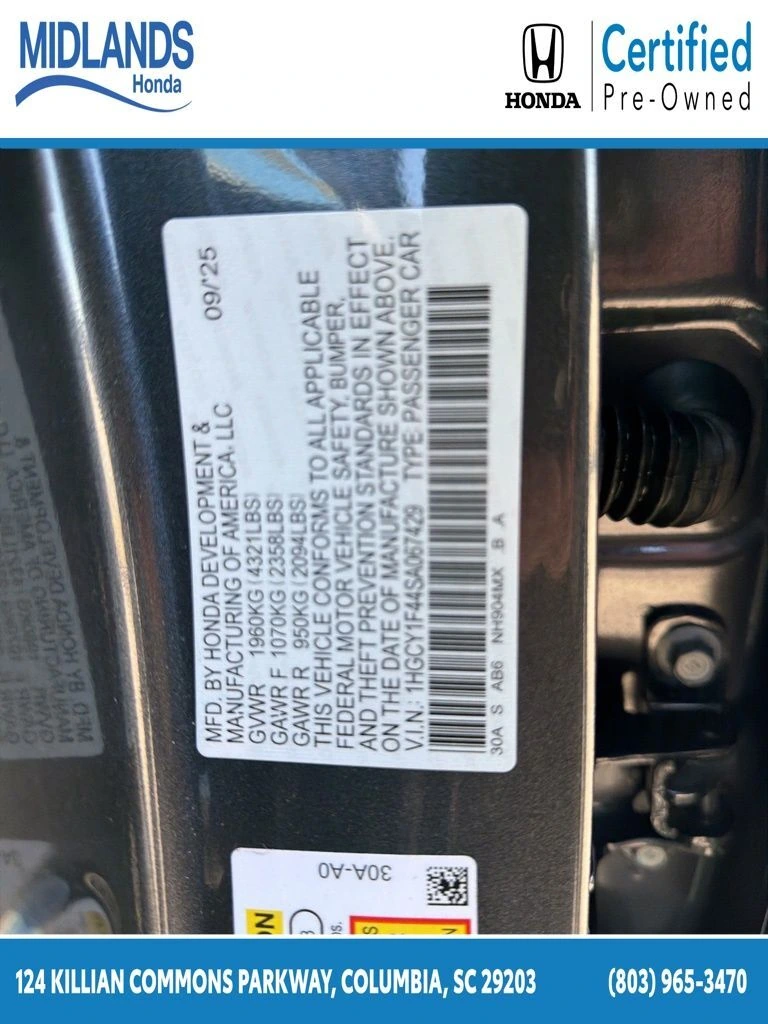 MIDLANDS
Honda
HONDA
Certified
Pre-Owned
09/'25
MFD. BY HONDA DEVELOPMENT &
MANUFACTURING OF AMERICA, LLC
GVWR 1960KG (4321LBS)
GAWR F 1070KG (2358LBS)
GAWR R 950KG (2094LBS)
THIS VEHICLE CONFORMS TO ALL APPLICABLE
FEDERAL MOTOR VEHICLE SAFETY, BUMPER,
AND THEFT PREVENTION STANDARDS IN EFFECT
ON THE DATE OF MANUFACTURE SHOWN ABOVE.
V.I.N.: 1HGCY1F44SA067429 TYPE: PASSENGER CAR
30A S AB6 NH904MX B A
30A-A0
124 KILLIAN COMMONS PARKWAY, COLUMBIA, SC 29203
(803) 965-3470